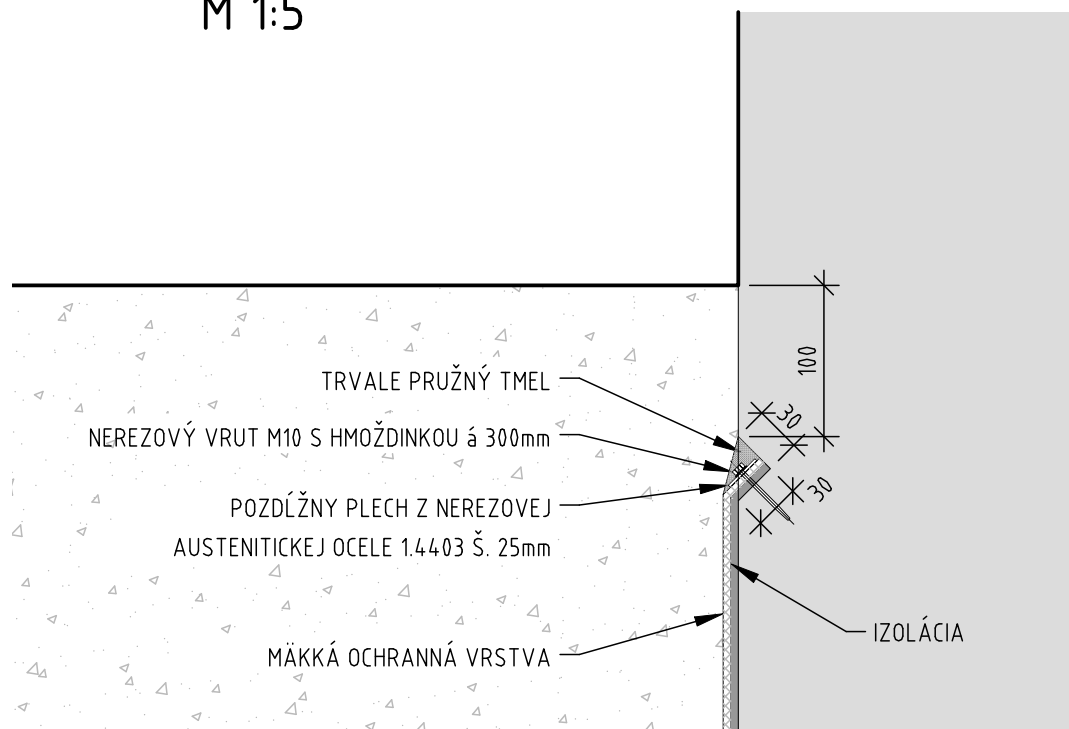 M 1:5
100
TRVALE PRUŽNÝ TMEL
30
NEREZOVÝ VRUT M10 S HMOŽDINKOU á 300mm
30
POZDĹŽNY PLECH Z NEREZOVEJ
AUSTENITICKEJ OCELE 1.4403 Š. 25mm
IZOLÁCIA
MÄKKÁ OCHRANNÁ VRSTVA